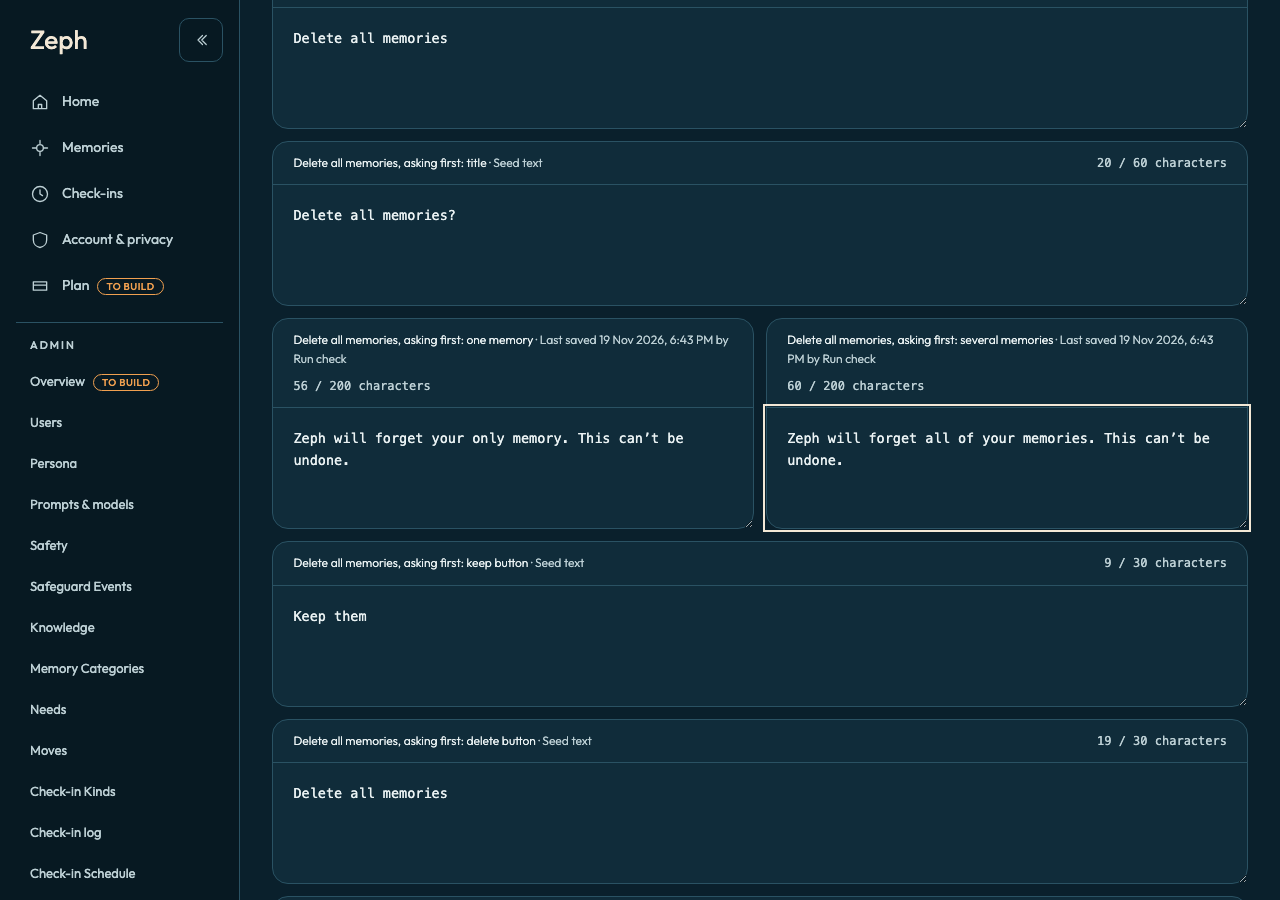 Zeph
Home
Memories
Check-ins
Account & privacy
Plan TO BUILD
ADMIN
Overview TO BUILD
Users
Persona
Prompts & models
Safety
Safeguard Events
Knowledge
Memory Categories
Needs
Moves
Check-in Kinds
Check-in log
Check-in Schedule
Delete all memories
Delete all memories, asking first: title · Seed text
20 / 60 characters
Delete all memories?
Delete all memories, asking first: one memory · Last saved 19 Nov 2026, 6:43 PM by
Run check
56 / 200 characters
Zeph will forget your only memory. This can’t be
undone.
Delete all memories, asking first: several memories · Last saved 19 Nov 2026, 6:43
PM by Run check
60 / 200 characters
Zeph will forget all of your memories. This can’t be
undone.
Delete all memories, asking first: keep button · Seed text
9 / 30 characters
Keep them
Delete all memories, asking first: delete button · Seed text
19 / 30 characters
Delete all memories